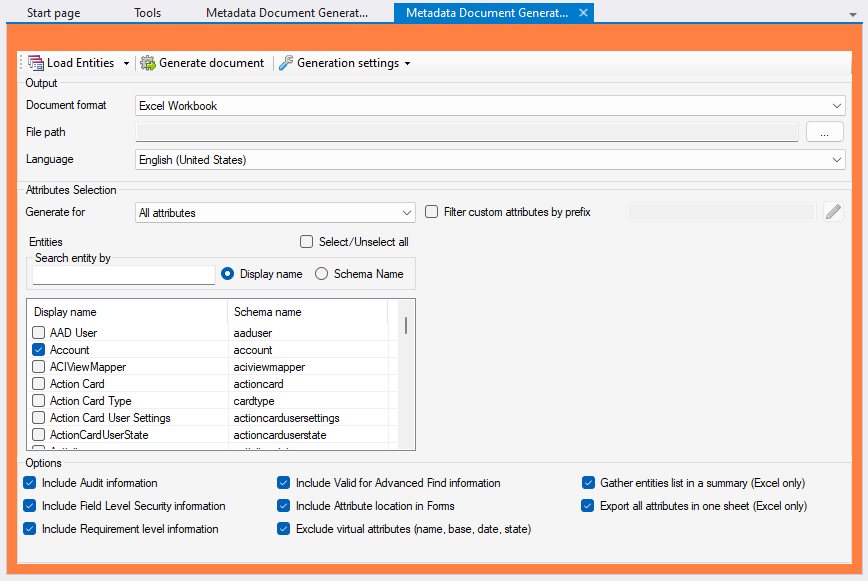 Start page Tools Metadata Document Generat... Metadata Document Generat...
Load Entities Generate document Generation settings
Output
Document format Excel Workbook
File path ...
Language English (United States)
Attributes Selection
Generate for All attributes Filter custom attributes by prefix
Entities Select/Unselect all
Search entity by
Display name Schema Name
Display name Schema name
AAD User aaduser
Account account
ACIViewMapper aciviewmapper
Action Card actioncard
Action Card Type cardtype
Action Card User Settings actioncardusersettings
ActionCardUserState actioncarduserstate
Options
Include Audit information Include Valid for Advanced Find information Gather entities list in a summary (Excel only)
Include Field Level Security information Include Attribute location in Forms Export all attributes in one sheet (Excel only)
Include Requirement level information Exclude virtual attributes (name, base, date, state)